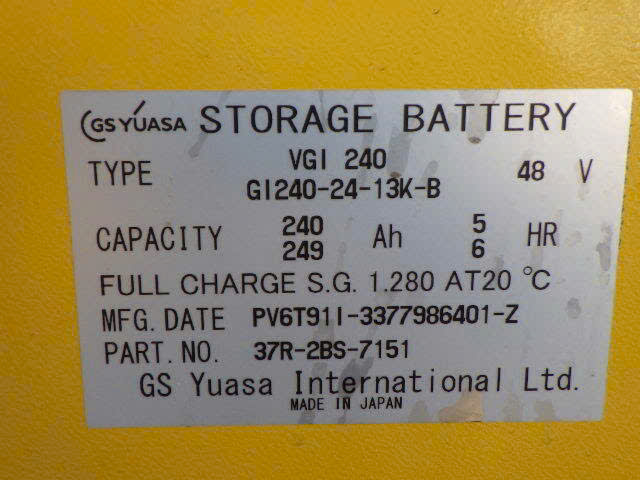 GS YUASA STORAGE BATTERY
TYPE VGI 240 48 V
GI240-24-13K-B
CAPACITY 240 Ah 5 HR
249 6
FULL CHARGE S.G. 1.280 AT20 ℃
MFG. DATE PV6T91I-3377986401-Z
PART. NO. 37R-2BS-7151
GS Yuasa International Ltd.
MADE IN JAPAN